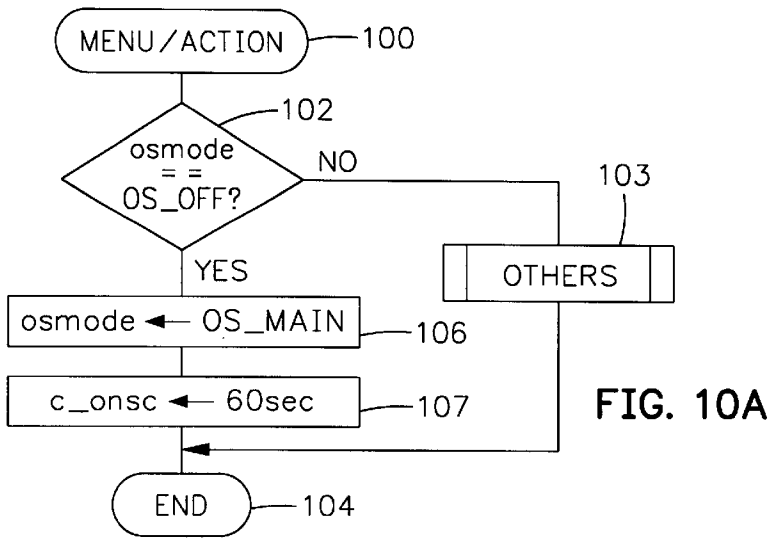 MENU/ACTION
100
102
osmode
==
OS_OFF?
NO
103
OTHERS
YES
osmode ← OS_MAIN
106
c_onsc ← 60sec
107
FIG. 10A
END
104